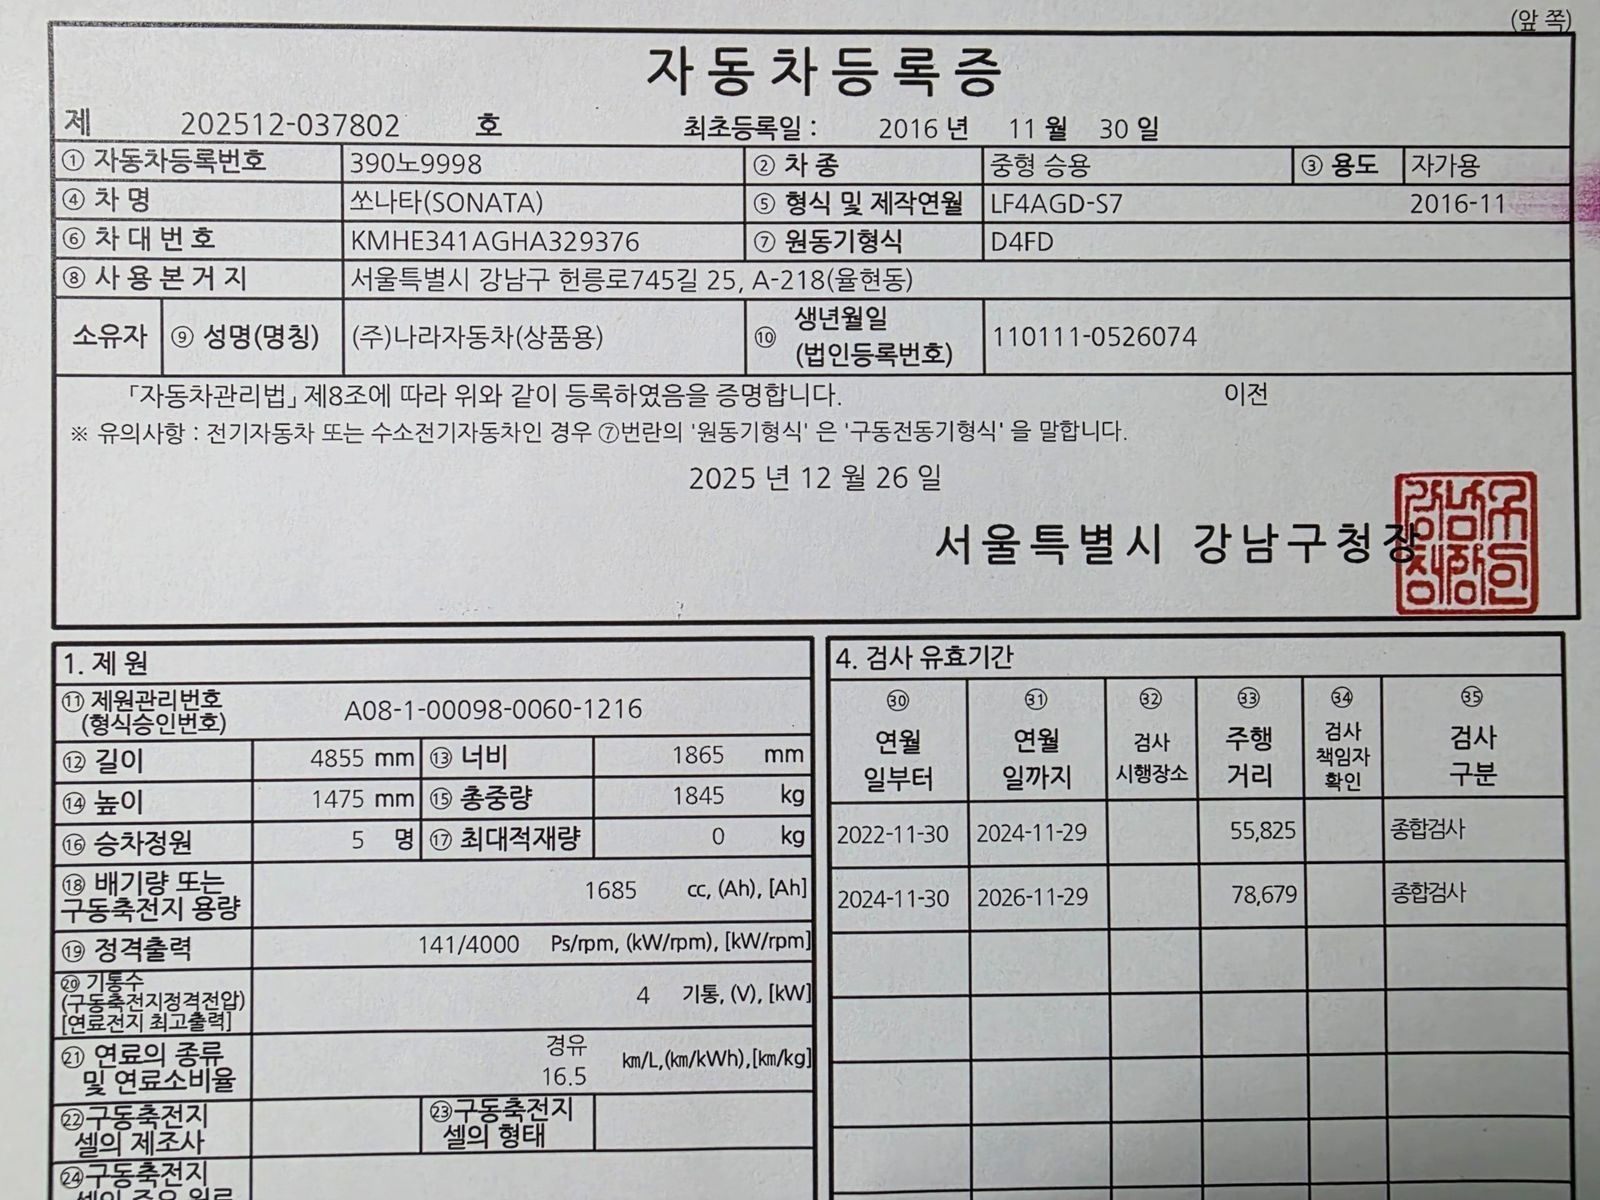 (앞 쪽)
자동차등록증
제 202512-037802 호 최초등록일 : 2016 년 11 월 30 일
① 자동차등록번호 390노9998 ② 차 종 중형 승용 ③ 용도 자가용
④ 차 명 쏘나타(SONATA) ⑤ 형식 및 제작연월 LF4AGD-S7 2016-11
⑥ 차 대 번 호 KMHE341AGHA329376 ⑦ 원동기형식 D4FD
⑧ 사 용 본 거 지 서울특별시 강남구 헌릉로745길 25, A-218(율현동)
소유자 ⑨ 성명(명칭) (주)나라자동차(상품용) ⑩ 생년월일
(법인등록번호) 110111-0526074
「자동차관리법」 제8조에 따라 위와 같이 등록하였음을 증명합니다. 이전
※ 유의사항 : 전기자동차 또는 수소전기자동차인 경우 ⑦번란의 '원동기형식' 은 '구동전동기형식' 을 말합니다.
2025 년 12 월 26 일
서울특별시 강남구청장
1. 제 원
⑪ 제원관리번호
(형식승인번호) A08-1-00098-0060-1216
⑫ 길이 4855 mm ⑬ 너비 1865 mm
⑭ 높이 1475 mm ⑮ 총중량 1845 kg
⑯ 승차정원 5 명 ⑰ 최대적재량 0 kg
⑱ 배기량 또는
구동축전지 용량 1685 cc, (Ah), [Ah]
⑲ 정격출력 141/4000 Ps/rpm, (kW/rpm), [kW/rpm]
⑳ 기통수
(구동축전지정격전압)
[연료전지 최고출력] 4 기통, (V), [kW]
㉑ 연료의 종류
및 연료소비율 경유
16.5 km/L,(km/kWh),[km/kg]
㉒구동축전지
셀의 제조사 ㉓구동축전지
셀의 형태
㉔구동축전지
셀의 주요 원료
4. 검사 유효기간
㉚ 연월
일부터
㉛ 연월
일까지
㉜ 검사
시행장소
㉝ 주행
거리
㉞ 검사
책임자
확인
㉟ 검사
구분
2022-11-30 2024-11-29 55,825 종합검사
2024-11-30 2026-11-29 78,679 종합검사